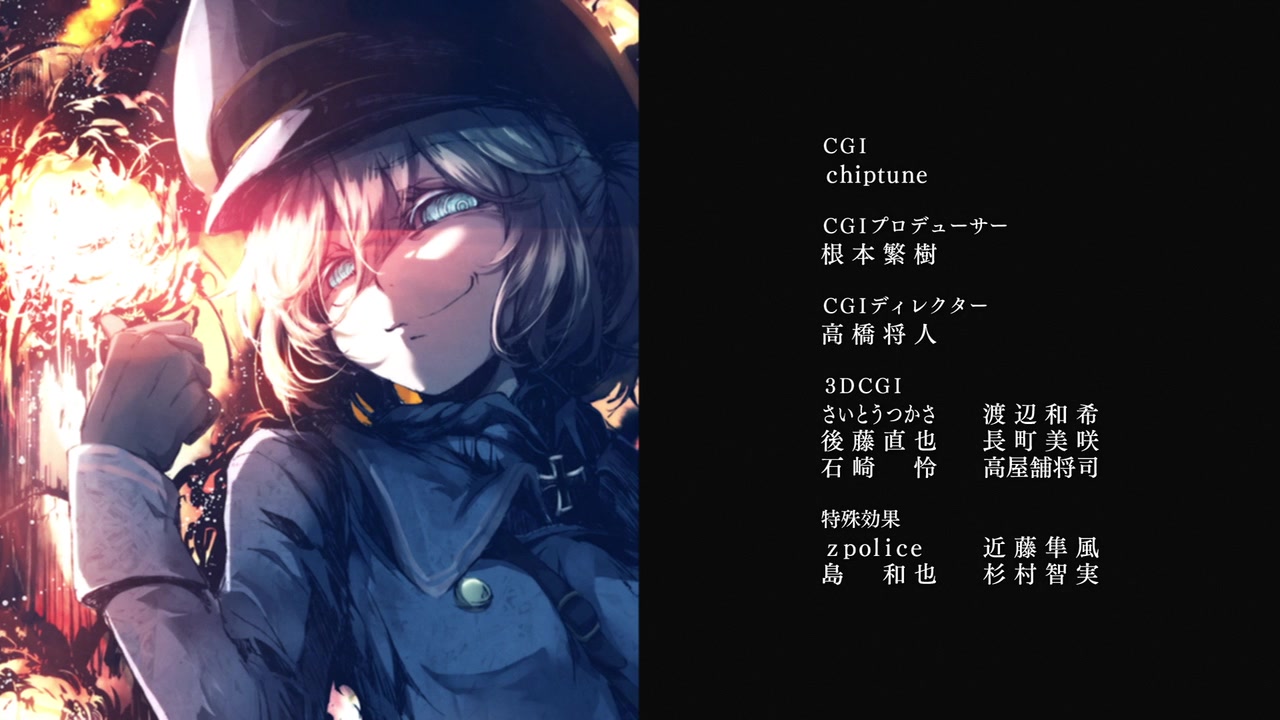 CGI
chiptune
CGIプロデューサー
根本繁樹
CGIディレクター
高橋将人
3DCGI
さいとうつかさ 渡辺和希
後藤直也 長町美咲
石崎 怜 高屋舗将司
特殊効果
zpolice 近藤隼風
島 和也 杉村智実